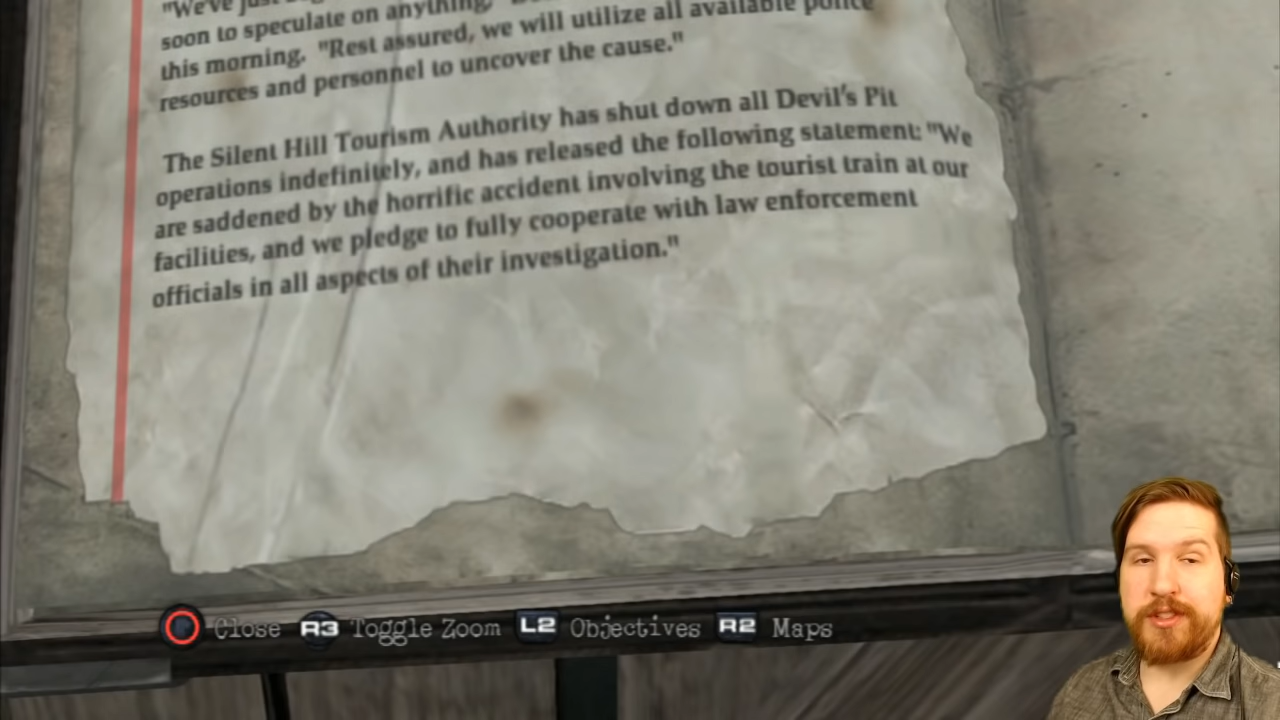 "We've just
soon to speculate on anything,"
this morning. "Rest assured, we will utilize all available police
resources and personnel to uncover the cause."
The Silent Hill Tourism Authority has shut down all Devil's Pit
operations indefinitely, and has released the following statement: "We
are saddened by the horrific accident involving the tourist train at our
facilities, and we pledge to fully cooperate with law enforcement
officials in all aspects of their investigation."
Close R3 Toggle Zoom L2 Objectives R2 Maps